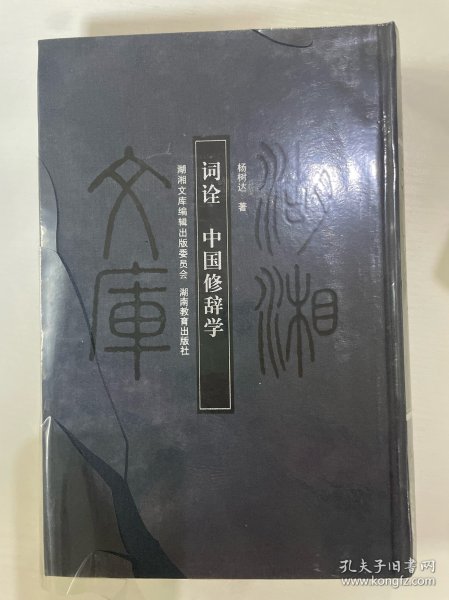 湖湘
文庫
杨树达 著
词诠 中国修辞学
湖湘文库编辑出版委员会 湖南教育出版社
孔夫子旧书网
www.kongfz.com